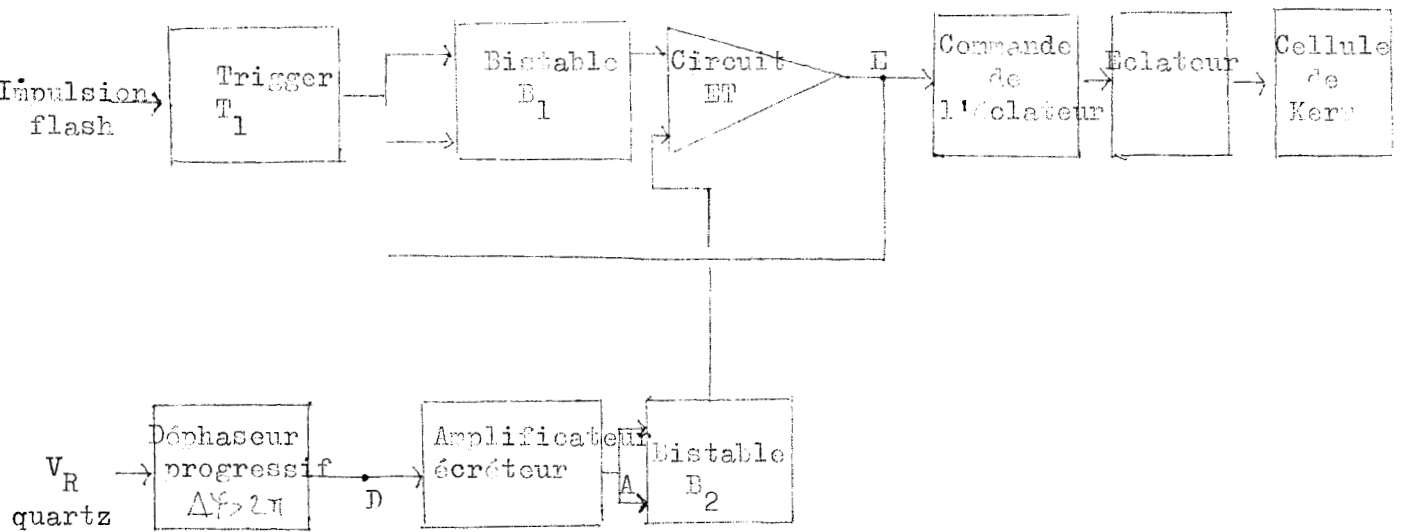 Impulsion
flash
Trigger
T1
Bistable
B1
Circuit
ET
E
Commande
de
l'éclateur
Eclateur
Cellule
de
Kerr
VR
quartz
Déphaseur
progressif
Δφ>2π
D
Amplificateur
écrêteur
A
Bistable
B2